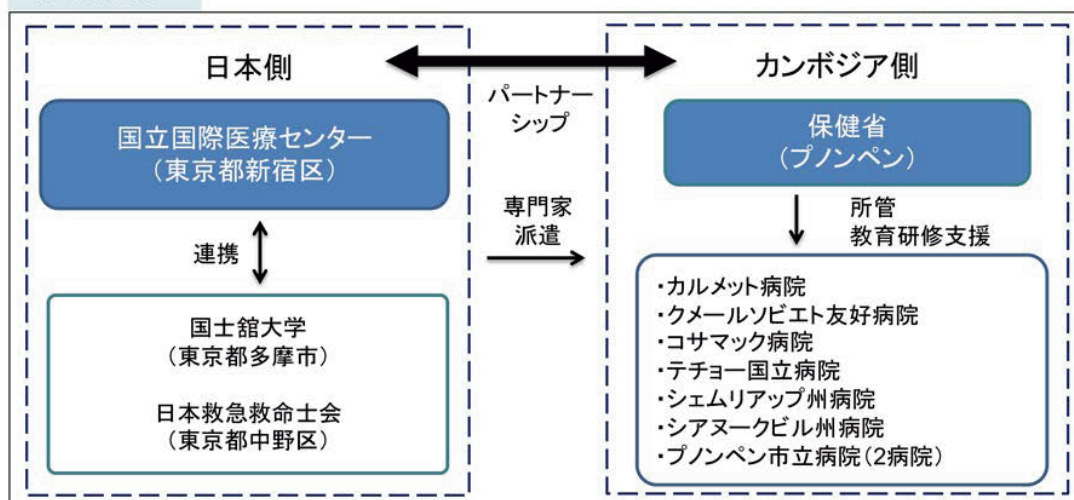 日本側
国立国際医療センター
（東京都新宿区）
連携
国士舘大学
（東京都多摩市）
日本救急救命士会
（東京都中野区）
パートナー
シップ
専門家
派遣
カンボジア側
保健省
（プノンペン）
所管
教育研修支援
・カルメット病院
・クメールソビエト友好病院
・コサマック病院
・テチョー国立病院
・シェムリアップ州病院
・シアヌークビル州病院
・プノンペン市立病院（2病院）